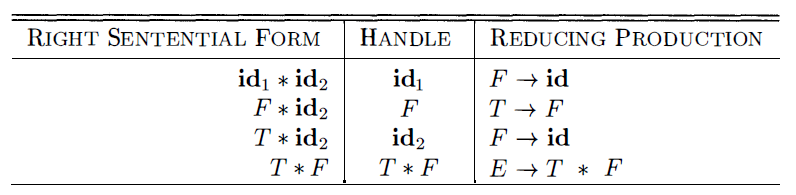 RIGHT SENTENTIAL FORM HANDLE REDUCING PRODUCTION
id₁ * id₂ id₁ F → id
F * id₂ F T → F
T * id₂ id₂ F → id
T * F T * F E → T * F